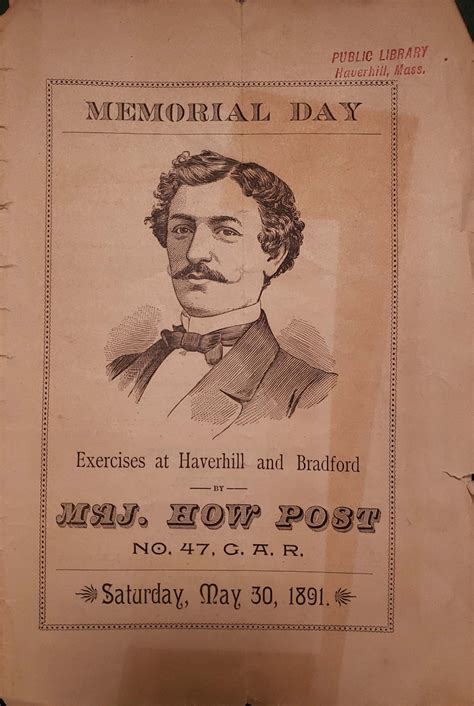 PUBLIC LIBRARY
Haverhill, Mass.
MEMORIAL DAY
Exercises at Haverhill and Bradford
— BY —
MAJ. HOW POST
NO. 47, G. A. R.
Saturday, May 30, 1891.